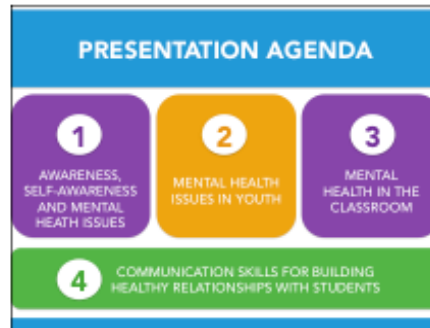 PRESENTATION AGENDA
1
AWARENESS,
SELF-AWARENESS
AND MENTAL
HEATH ISSUES
2
MENTAL HEALTH
ISSUES IN YOUTH
3
MENTAL
HEALTH IN THE
CLASSROOM
4
COMMUNICATION SKILLS FOR BUILDING
HEALTHY RELATIONSHIPS WITH STUDENTS